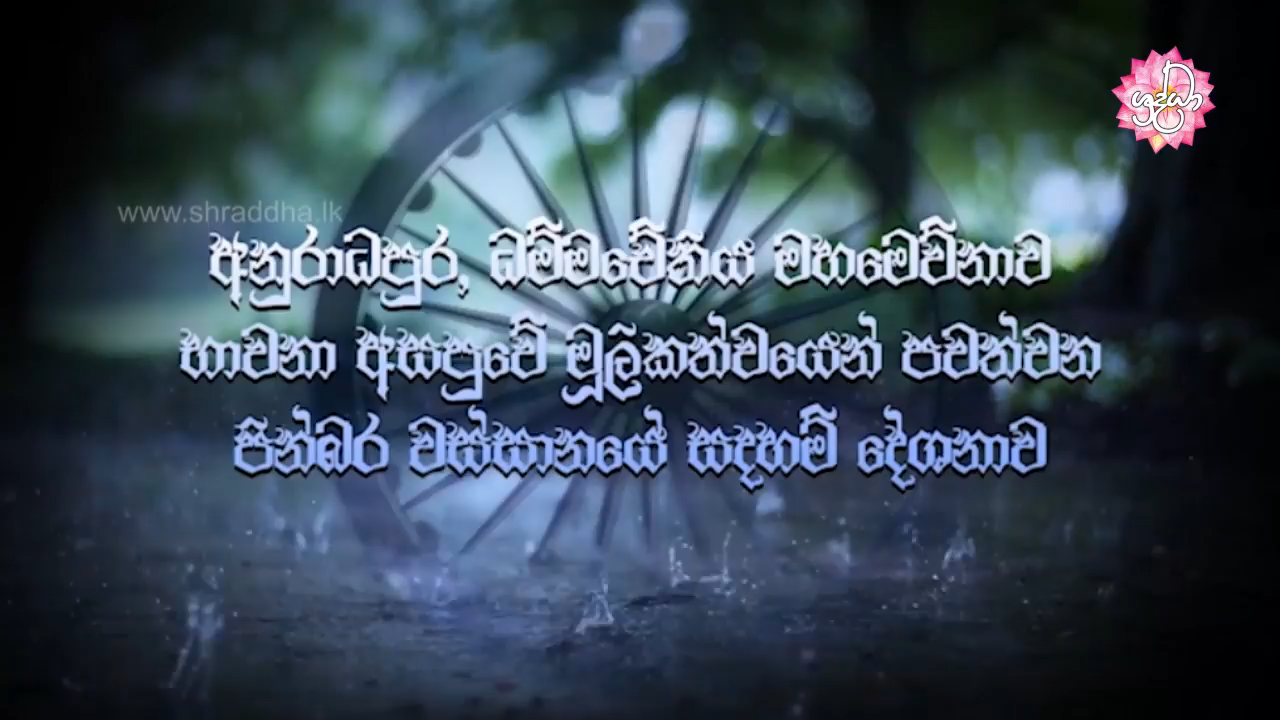 ශ්‍රද්ධා
www.shraddha.lk
අනුරාධපුර, ධම්මචේතිය මහමෙව්නාව
භාවනා අසපුවේ මූලිකත්වයෙන් පවත්වන
පින්බර වස්සානයේ සදහම් දේශනාව